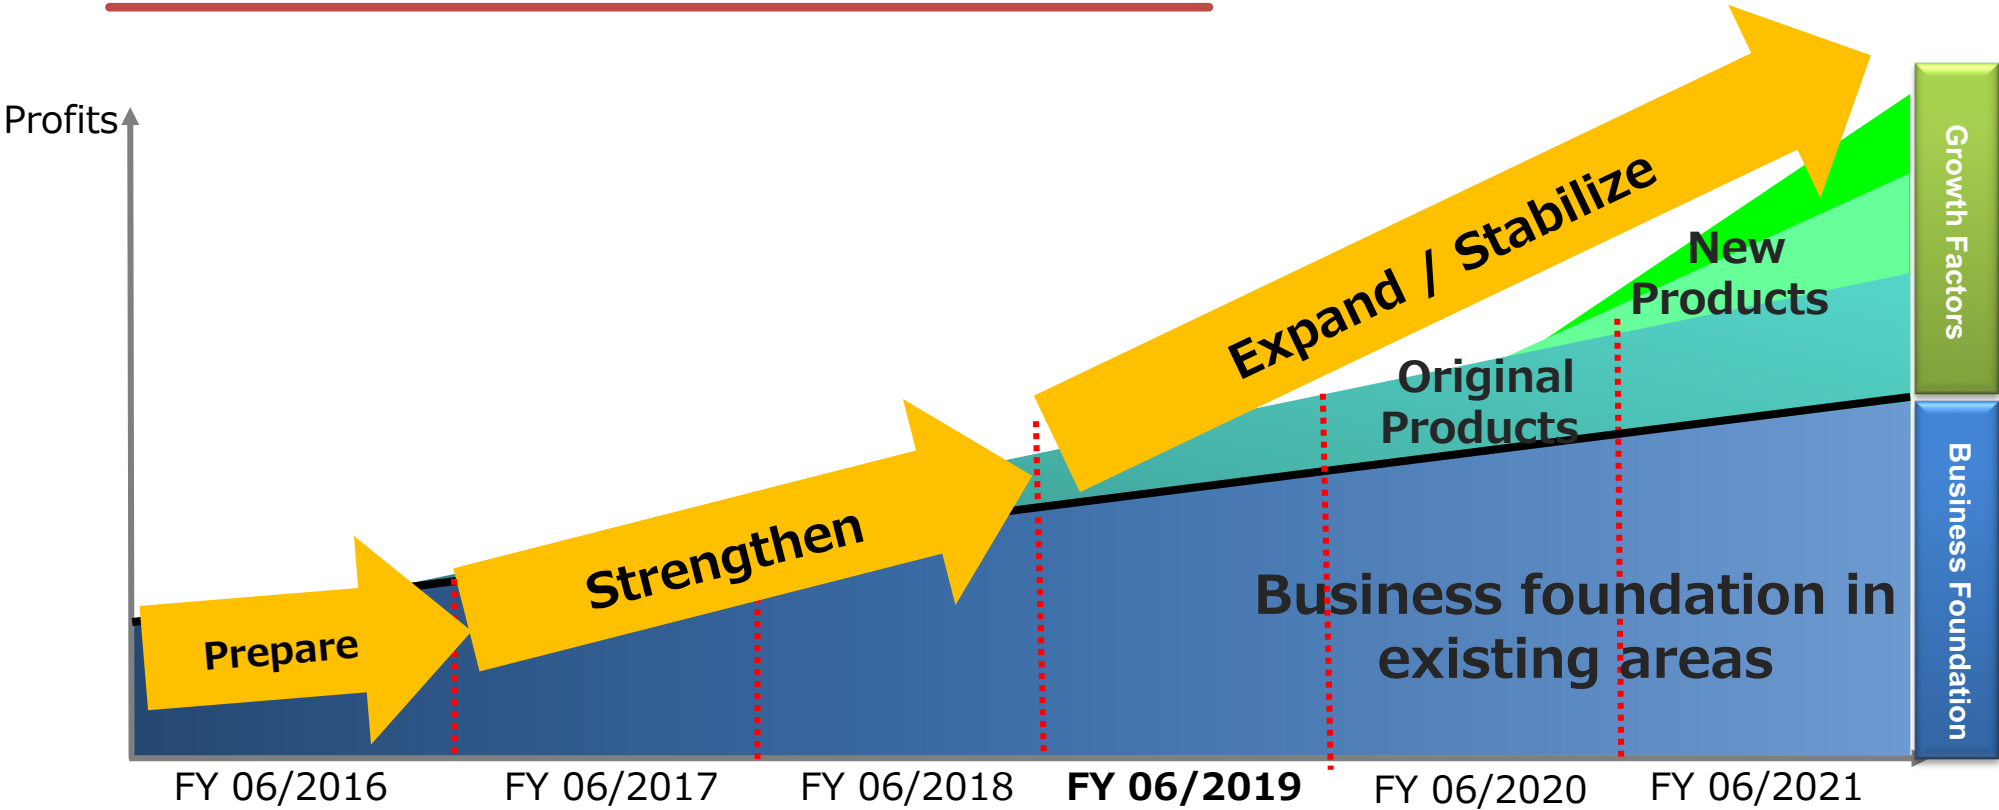 Profits
Prepare
Strengthen
Expand / Stabilize
New
Products
Original
Products
Business foundation in
existing areas
Growth Factors
Business Foundation
FY 06/2016
FY 06/2017
FY 06/2018
FY 06/2019
FY 06/2020
FY 06/2021